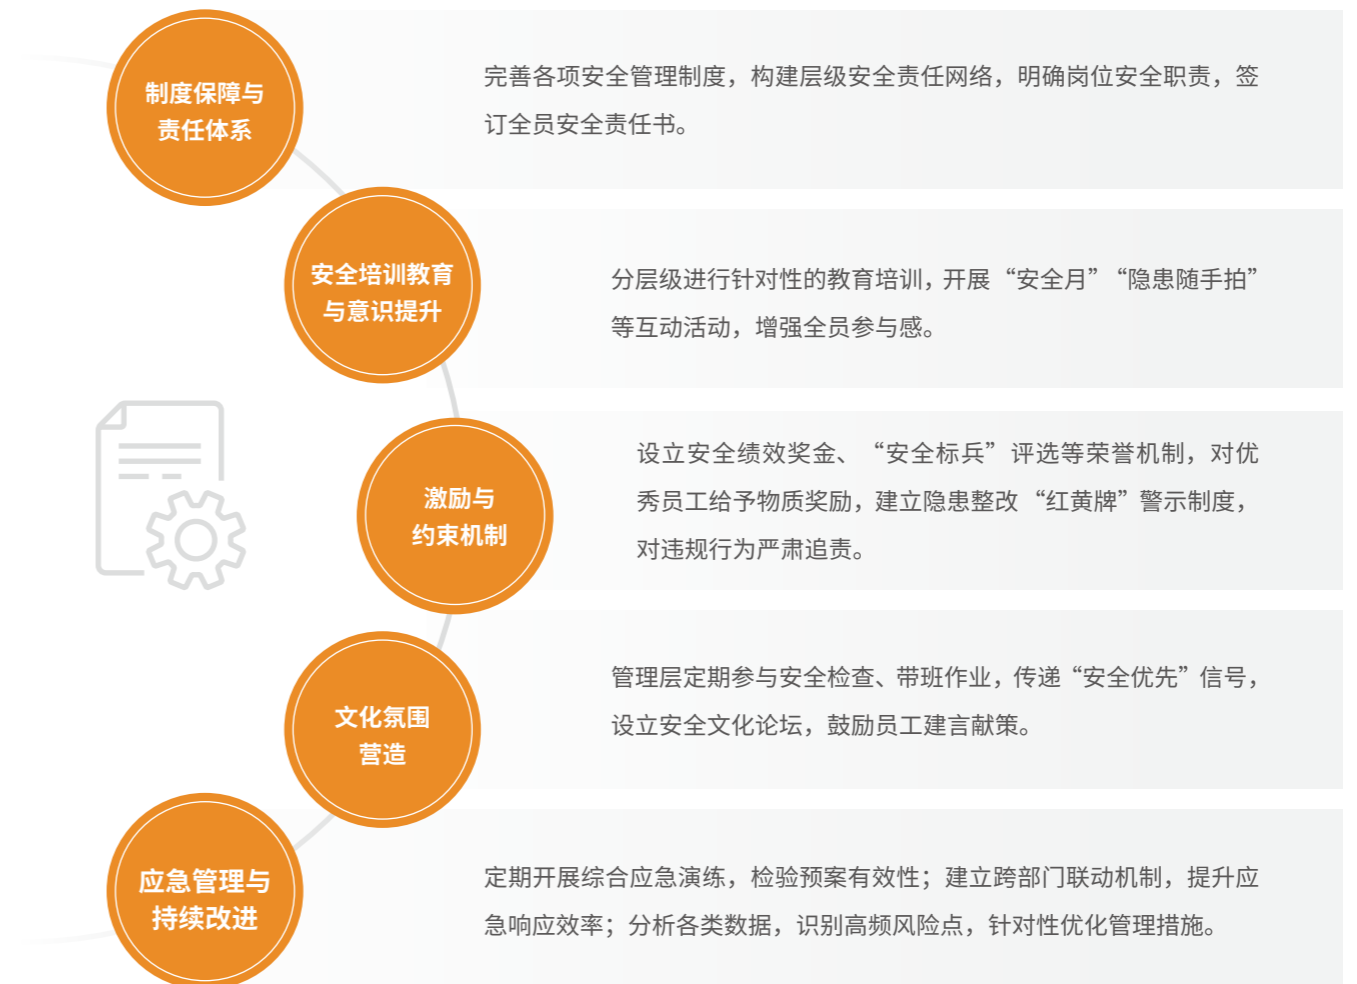 制度保障与
责任体系
完善各项安全管理制度，构建层级安全责任网络，明确岗位安全职责，签
订全员安全责任书。
安全培训教育
与意识提升
分层级进行针对性的教育培训，开展“安全月”“隐患随手拍”
等互动活动，增强全员参与感。
激励与
约束机制
设立安全绩效奖金、“安全标兵”评选等荣誉机制，对优
秀员工给予物质奖励，建立隐患整改“红黄牌”警示制度，
对违规行为严肃追责。
文化氛围
营造
管理层定期参与安全检查、带班作业，传递“安全优先”信号，
设立安全文化论坛，鼓励员工建言献策。
应急管理与
持续改进
定期开展综合应急演练，检验预案有效性；建立跨部门联动机制，提升应
急响应效率；分析各类数据，识别高频风险点，针对性优化管理措施。